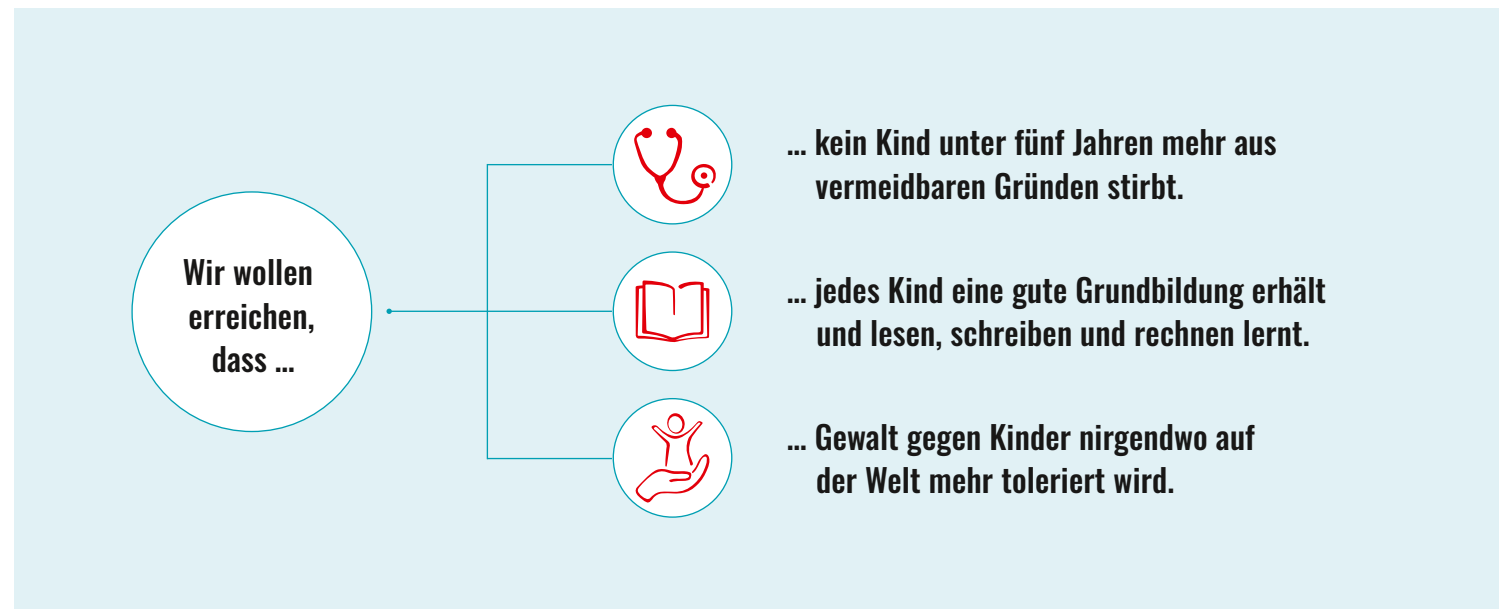 Wir wollen
erreichen,
dass ...
... kein Kind unter fünf Jahren mehr aus
vermeidbaren Gründen stirbt.
... jedes Kind eine gute Grundbildung erhält
und lesen, schreiben und rechnen lernt.
... Gewalt gegen Kinder nirgendwo auf
der Welt mehr toleriert wird.